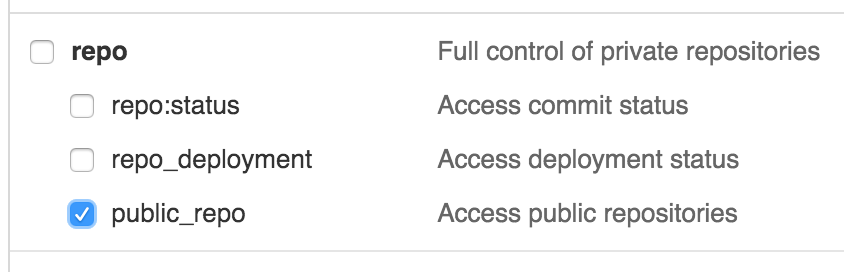 repo Full control of private repositories
repo:status Access commit status
repo_deployment Access deployment status
public_repo Access public repositories